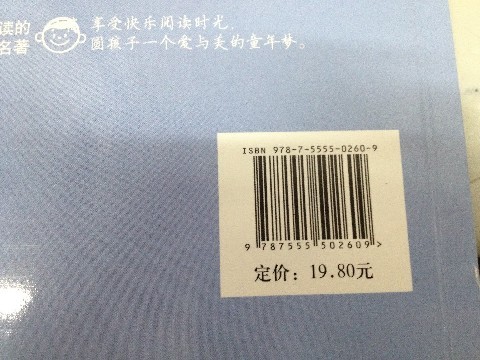 读的
名著
享受快乐阅读时光，
圆孩子一个爱与美的童年梦。
ISBN 978-7-5555-0260-9
9 787555 502609 >
定价：19.80元